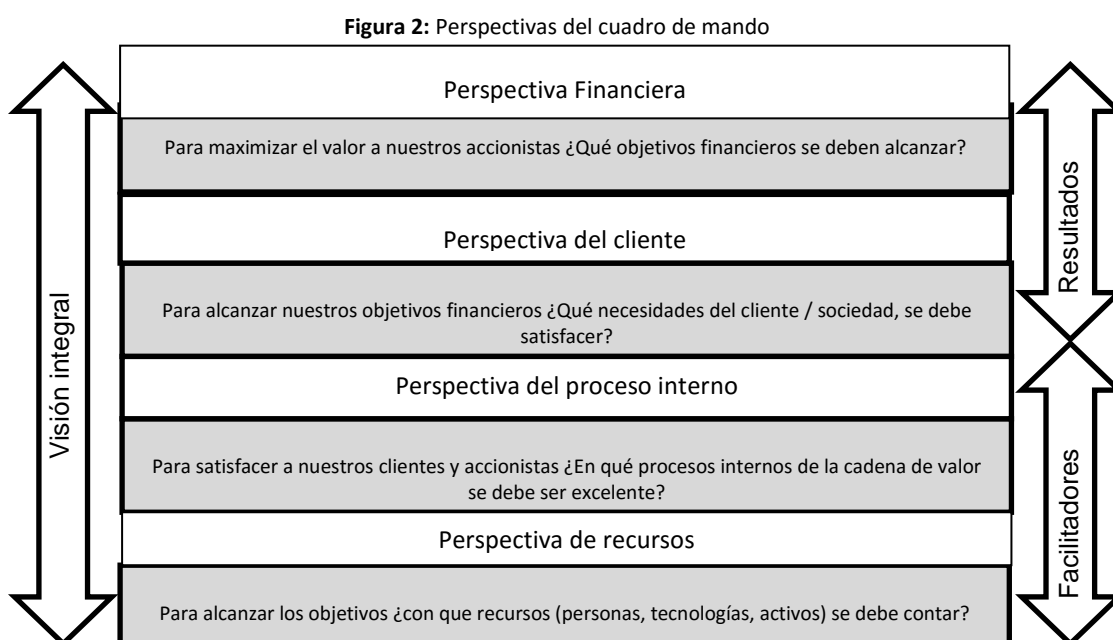 Figura 2: Perspectivas del cuadro de mando
Perspectiva Financiera
Para maximizar el valor a nuestros accionistas ¿Qué objetivos financieros se deben alcanzar?
Perspectiva del cliente
Para alcanzar nuestros objetivos financieros ¿Qué necesidades del cliente / sociedad, se debe
satisfacer?
Perspectiva del proceso interno
Para satisfacer a nuestros clientes y accionistas ¿En qué procesos internos de la cadena de valor
se debe ser excelente?
Perspectiva de recursos
Para alcanzar los objetivos ¿con que recursos (personas, tecnologías, activos) se debe contar?
Visión integral
Resultados
Facilitadores